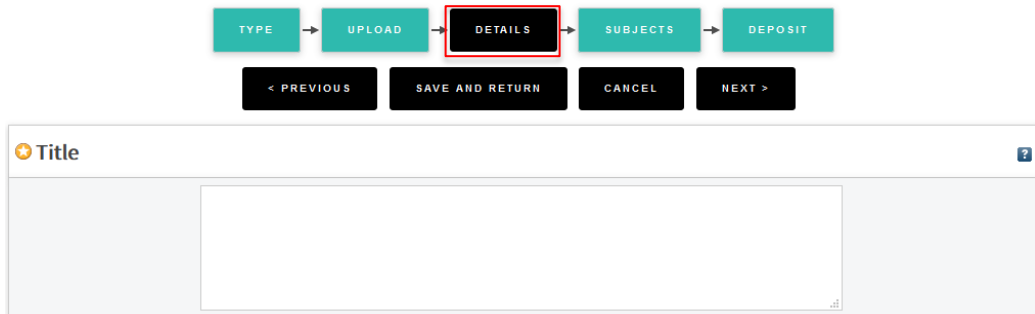 TYPE UPLOAD DETAILS SUBJECTS DEPOSIT
< PREVIOUS SAVE AND RETURN CANCEL NEXT >
Title ?